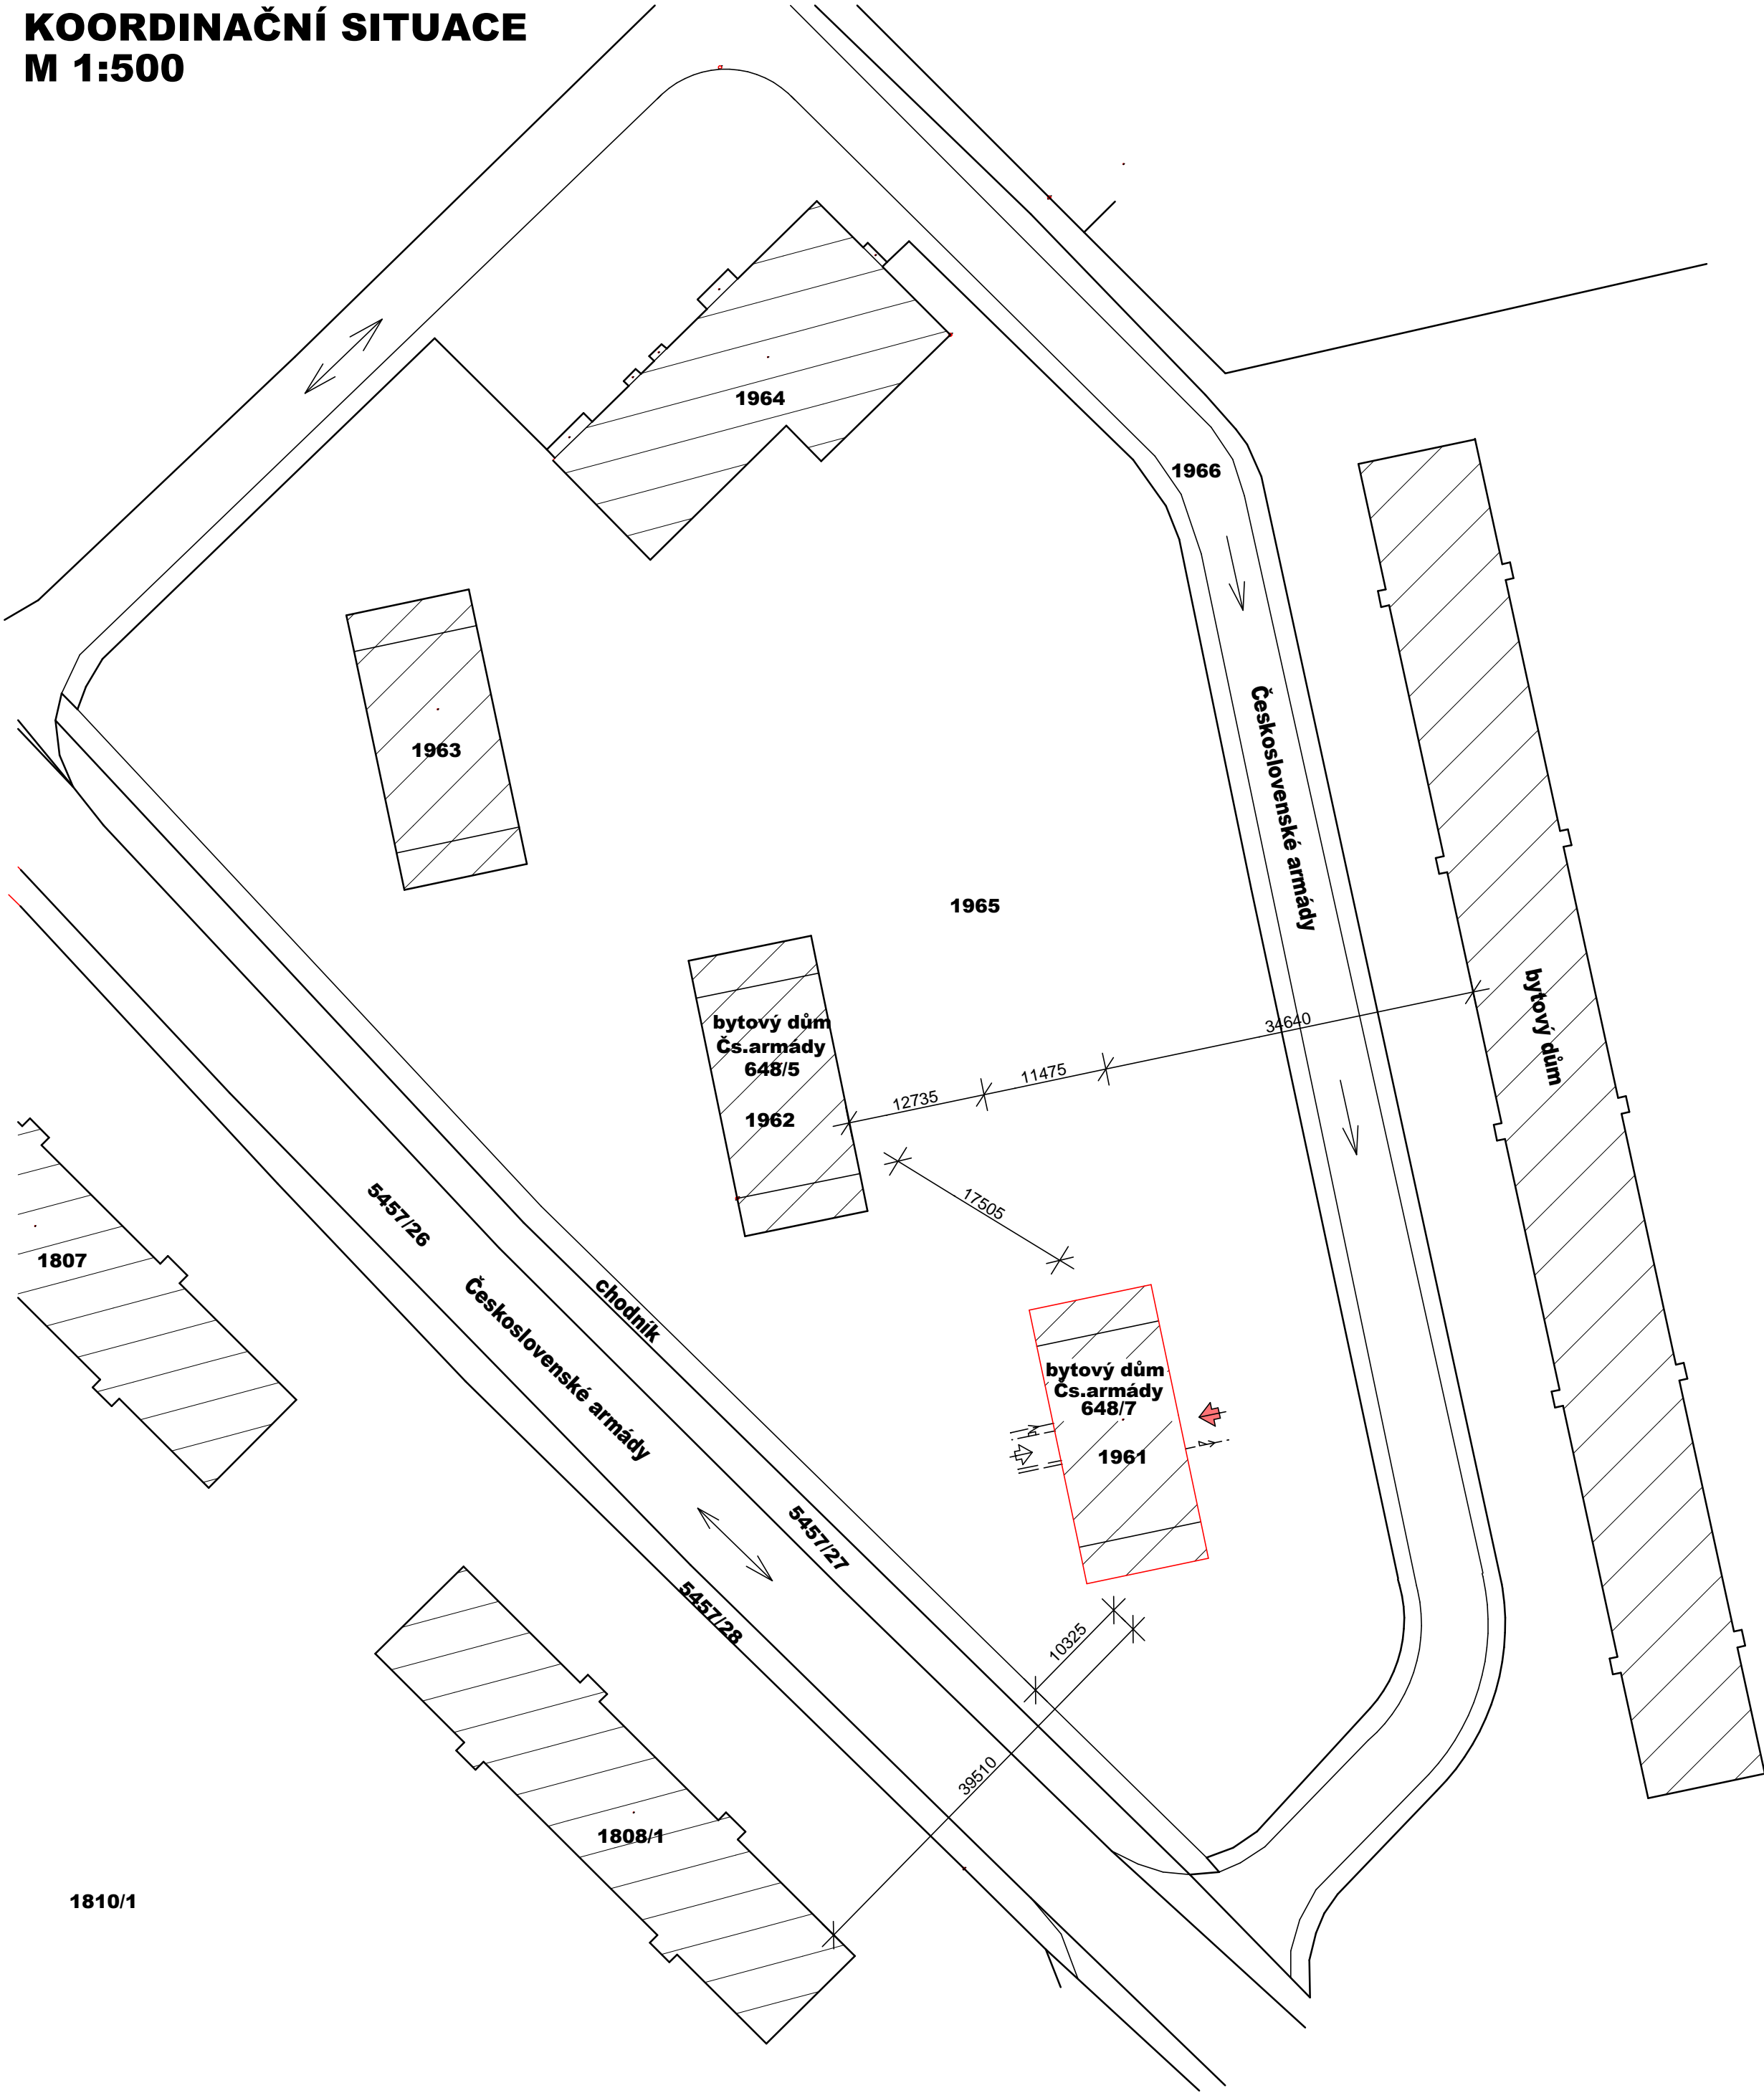 KOORDINAČNÍ SITUACE
M 1:500
1964
1966
1963
Československé armády
1965
bytový dům
bytový dům
Čs.armády
648/5
1962
12735
11475
34640
17505
5457/26
1807
Československé armády
chodník
bytový dům
Čs.armády
648/7
1961
5457/27
5457/28
10325
39510
1808/1
1810/1